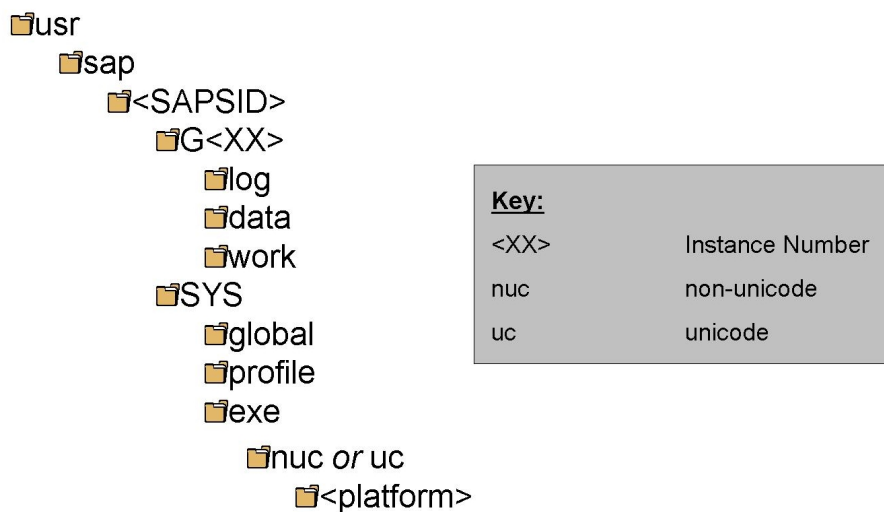 usr
sap
<SAPSID>
G<XX>
log
data
work
SYS
global
profile
exe
nuc or uc
<platform>
Key:
<XX> Instance Number
nuc non-unicode
uc unicode